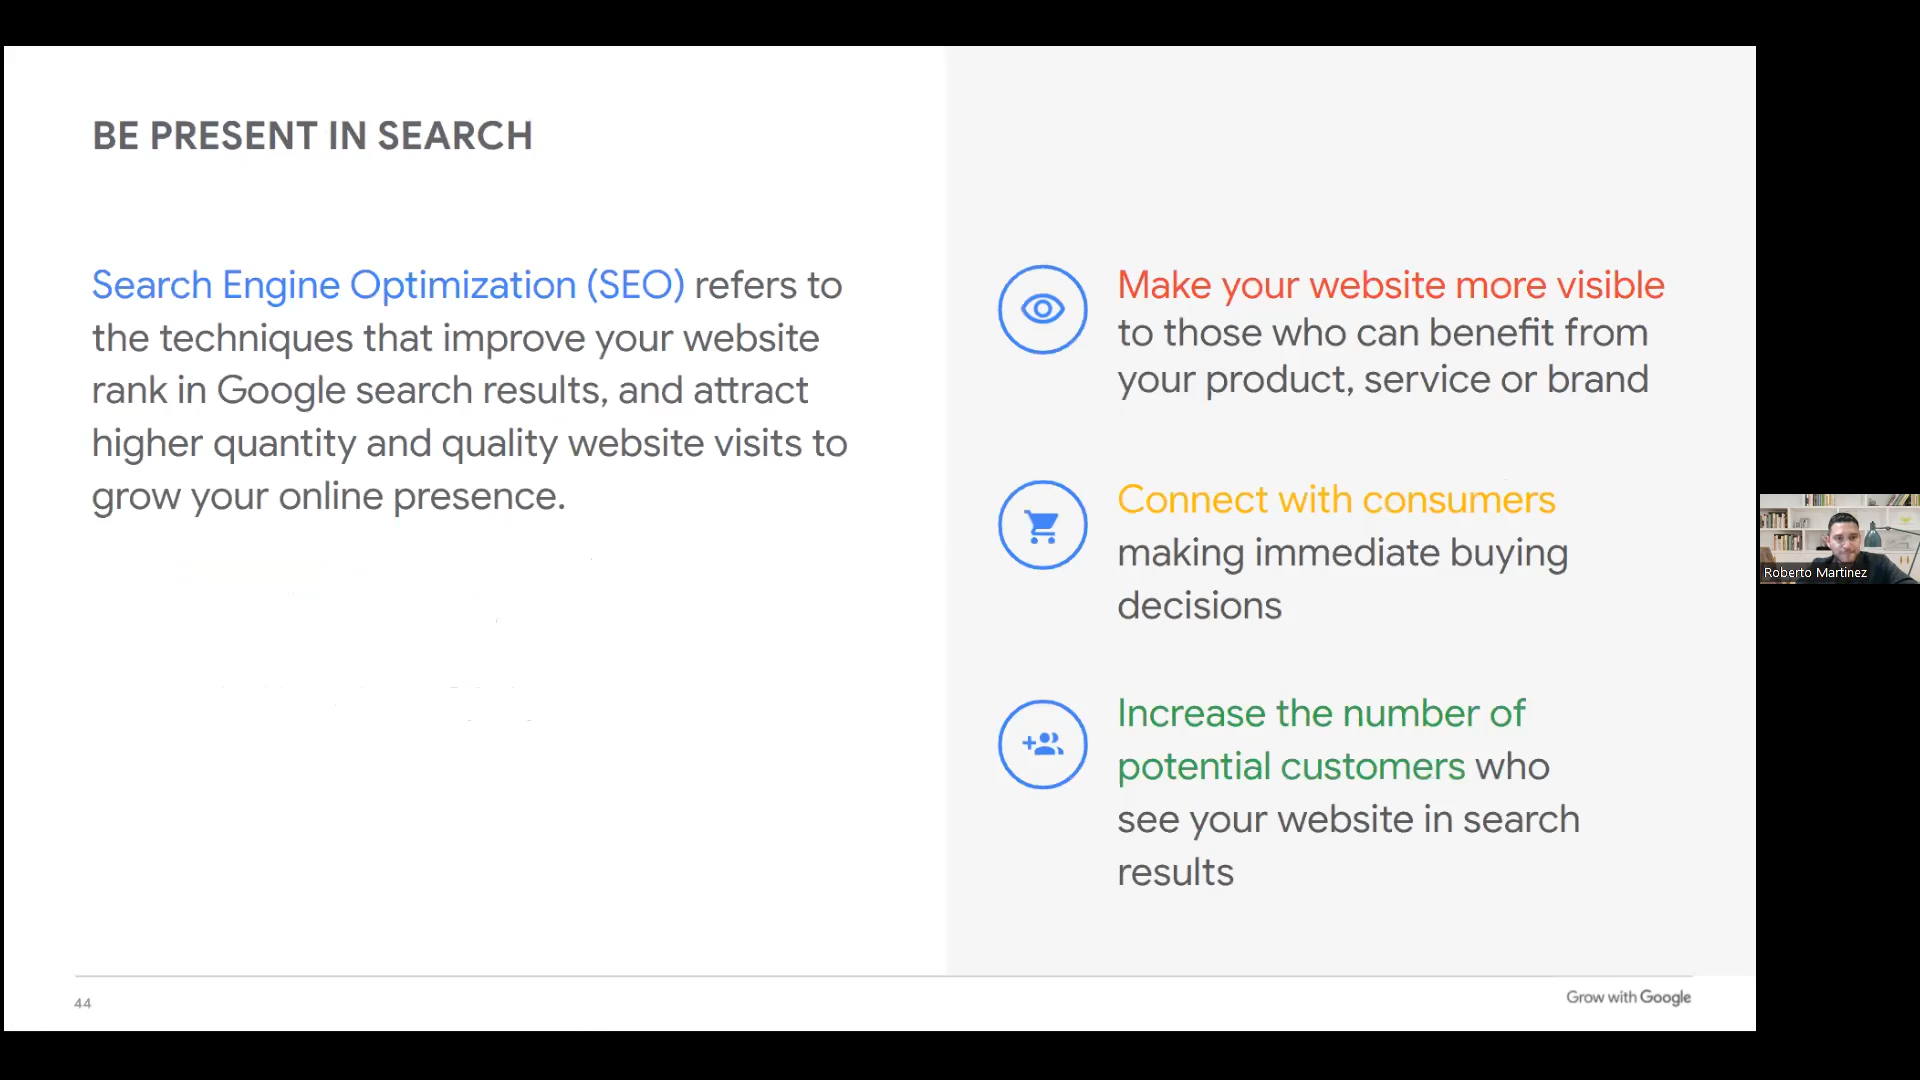 BE PRESENT IN SEARCH
Search Engine Optimization (SEO) refers to
the techniques that improve your website
rank in Google search results, and attract
higher quantity and quality website visits to
grow your online presence.
Make your website more visible
to those who can benefit from
your product, service or brand
Connect with consumers
making immediate buying
decisions
Increase the number of
potential customers who
see your website in search
results
44
Grow with Google
Roberto Martinez